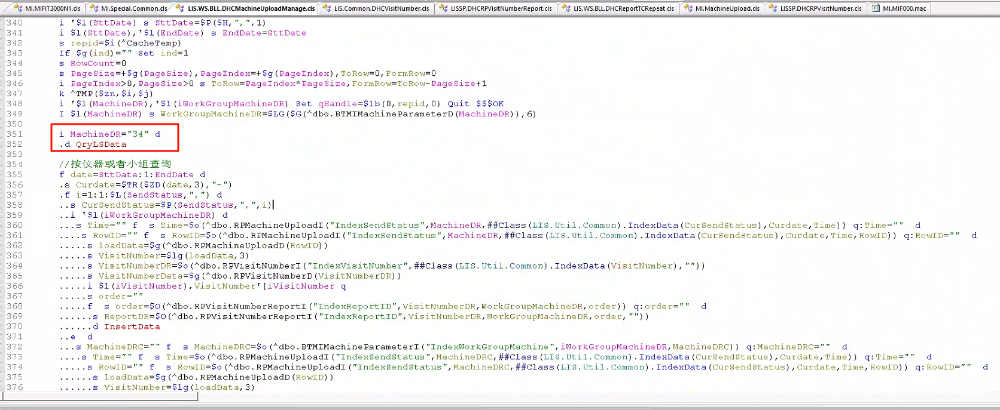 MI.MIFIT3000N1.cls MI.Special.Common.cls LIS.WS.BLL.DHCMachineUploadManage.cls LIS.Common.DHCVisitNumber.cls LISSP.DHCRPVisitNumberReport.cls LIS.WS.BLL.DHCReportTCRepeat.cls MI.MachineUpload.cls LISSP.DHCRPVisitNumber.cls MI.MIF000.mac
340 i '$l(SttDate) s SttDate=$P($H,",",1)
341 i $l(SttDate),'$l(EndDate) s EndDate=SttDate
342 s repid=$i(^CacheTemp)
343 If $g(ind)="" Set ind=1
344 s RowCount=0
345 s PageSize=+$g(PageSize),PageIndex=+$g(PageIndex),ToRow=0,FormRow=0
346 i PageIndex>0,PageSize>0 s ToRow=PageIndex*PageSize,FormRow=ToRow-PageSize+1
347 k ^TMP($zn,$i,$j)
348 i '$l(MachineDR),'$l(iWorkGroupMachineDR) Set qHandle=$lb(0,repid,0) Quit $$$OK
349 I $l(MachineDR) s WorkGroupMachineDR=$LG($G(^dbo.BTMIMachineParameterD(MachineDR)),6)
350
351 i MachineDR="34" d
352 .d QryLSData
353
354 //按仪器或者小组查询
355 f date=SttDate:1:EndDate d
356 .s Curdate=$TR($ZD(date,3),"-")
357 .f i=1:1:$L(SendStatus,",") d
358 ..s CurSendStatus=$P(SendStatus,",",i)
359 ..i '$l(iWorkGroupMachineDR) d
360 ...s Time="" f  s Time=$o(^dbo.RPMachineUploadI("IndexSendStatus",MachineDR,##Class(LIS.Util.Common).IndexData(CurSendStatus),Curdate,Time)) q:Time=""  d
361 ....s RowID="" f  s RowID=$o(^dbo.RPMachineUploadI("IndexSendStatus",MachineDR,##Class(LIS.Util.Common).IndexData(CurSendStatus),Curdate,Time,RowID)) q:RowID=""  d
362 .....s loadData=$g(^dbo.RPMachineUploadD(RowID))
363 .....s VisitNumber=$lg(loadData,3)
364 .....s VisitNumberDR=$o(^dbo.RPVisitNumberI("IndexVisitNumber",##Class(LIS.Util.Common).IndexData(VisitNumber),""))
365 .....s VisitNumberData=$g(^dbo.RPVisitNumberD(VisitNumberDR))
366 .....i $l(iVisitNumber),VisitNumber'[iVisitNumber q
367 .....s order=""
368 .....f  s order=$O(^dbo.RPVisitNumberReportI("IndexReportID",VisitNumberDR,WorkGroupMachineDR,order)) q:order=""  d
369 ......s ReportDR=$O(^dbo.RPVisitNumberReportI("IndexReportID",VisitNumberDR,WorkGroupMachineDR,order,""))
370 ......d InsertData
371 ..e  d
372 ...s MachineDRC="" f  s MachineDRC=$o(^dbo.BTMIMachineParameterI("IndexWorkGroupMachine",iWorkGroupMachineDR,MachineDRC)) q:MachineDRC=""  d
373 ....s Time="" f  s Time=$o(^dbo.RPMachineUploadI("IndexSendStatus",MachineDRC,##Class(LIS.Util.Common).IndexData(CurSendStatus),Curdate,Time)) q:Time=""  d
374 .....s RowID="" f  s RowID=$o(^dbo.RPMachineUploadI("IndexSendStatus",MachineDRC,##Class(LIS.Util.Common).IndexData(CurSendStatus),Curdate,Time,RowID)) q:RowID=""  d
375 ......s loadData=$g(^dbo.RPMachineUploadD(RowID))
376 ......s VisitNumber=$lg(loadData,3)